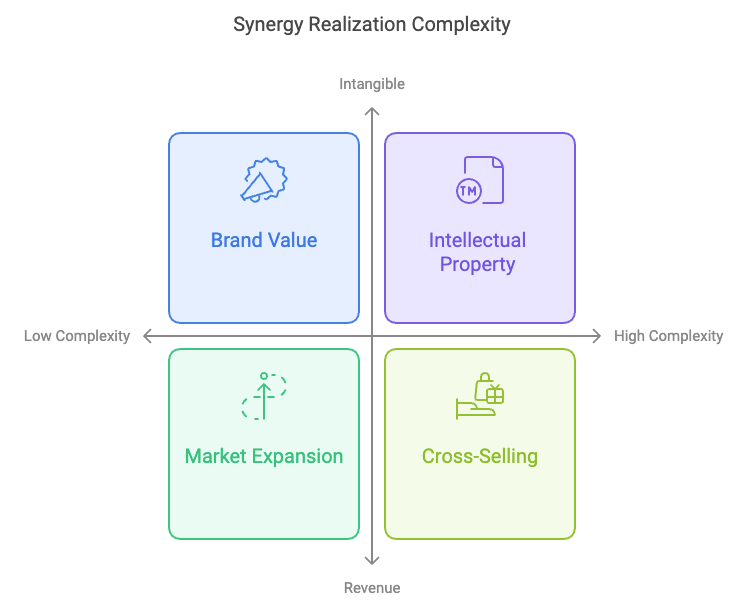 Synergy Realization Complexity
Intangible
Brand Value
TM
Intellectual
Property
Low Complexity
High Complexity
Market Expansion
Cross-Selling
Revenue